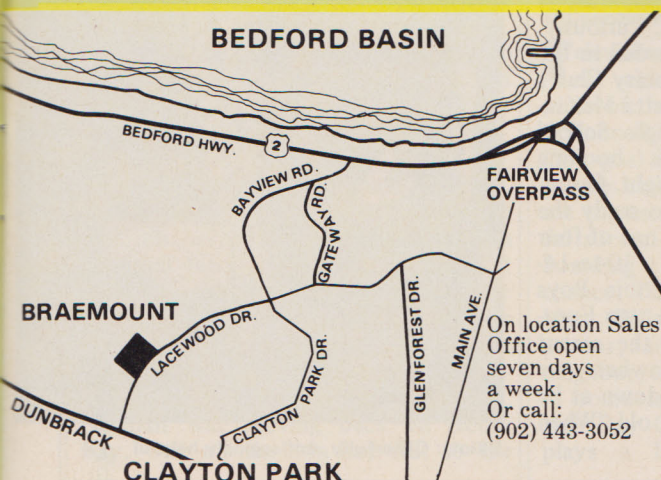 BEDFORD BASIN
BEDFORD HWY.
2
BAYVIEW RD.
GATEWAY RD.
FAIRVIEW
OVERPASS
BRAEMOUNT
LACEWOOD DR.
CLAYTON PARK DR.
GLENFOREST DR.
MAIN AVE.
On location Sales
Office open
seven days
a week.
Or call:
(902) 443-3052
DUNBRACK
CLAYTON PARK